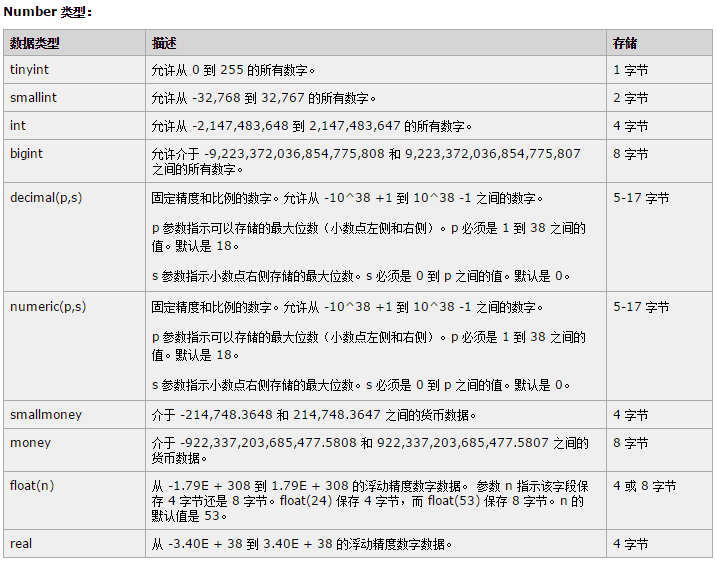 Number 类型：
数据类型 描述 存储
tinyint 允许从 0 到 255 的所有数字。 1 字节
smallint 允许从 -32,768 到 32,767 的所有数字。 2 字节
int 允许从 -2,147,483,648 到 2,147,483,647 的所有数字。 4 字节
bigint 允许介于 -9,223,372,036,854,775,808 和 9,223,372,036,854,775,807 8 字节
之间的所有数字。
decimal(p,s) 固定精度和比例的数字。允许从 -10^38 +1 到 10^38 -1 之间的数字。 5-17 字节
p 参数指示可以存储的最大位数（小数点左侧和右侧）。p 必须是 1 到 38 之间的
值。默认是 18。
s 参数指示小数点右侧存储的最大位数。s 必须是 0 到 p 之间的值。默认是 0。
numeric(p,s) 固定精度和比例的数字。允许从 -10^38 +1 到 10^38 -1 之间的数字。 5-17 字节
p 参数指示可以存储的最大位数（小数点左侧和右侧）。p 必须是 1 到 38 之间的
值。默认是 18。
s 参数指示小数点右侧存储的最大位数。s 必须是 0 到 p 之间的值。默认是 0。
smallmoney 介于 -214,748.3648 和 214,748.3647 之间的货币数据。 4 字节
money 介于 -922,337,203,685,477.5808 和 922,337,203,685,477.5807 之间的 8 字节
货币数据。
float(n) 从 -1.79E + 308 到 1.79E + 308 的浮动精度数字数据。 参数 n 指示该字段保 4 或 8 字节
存 4 字节还是 8 字节。float(24) 保存 4 字节，而 float(53) 保存 8 字节。n 的
默认值是 53。
real 从 -3.40E + 38 到 3.40E + 38 的浮动精度数字数据。 4 字节